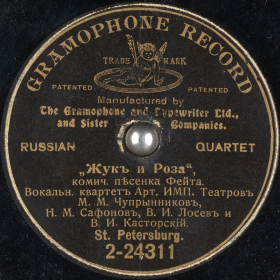 GRAMOPHONE RECORD
TRADE MARK
PATENTED PATENTED
Manufactured by
The Gramophone and Typewriter Ltd.,
and Sister Companies.
RUSSIAN QUARTET
„Жукъ и Роза“,
комич. пѣсенка Фейта.
Вокальн. квартетъ Арт. ИМП. Театровъ
М. М. Чупрынниковъ,
Н. М. Сафоновъ, В. И. Лосевъ и
В. И. Касторскій.
St. Petersburg.
2-24311